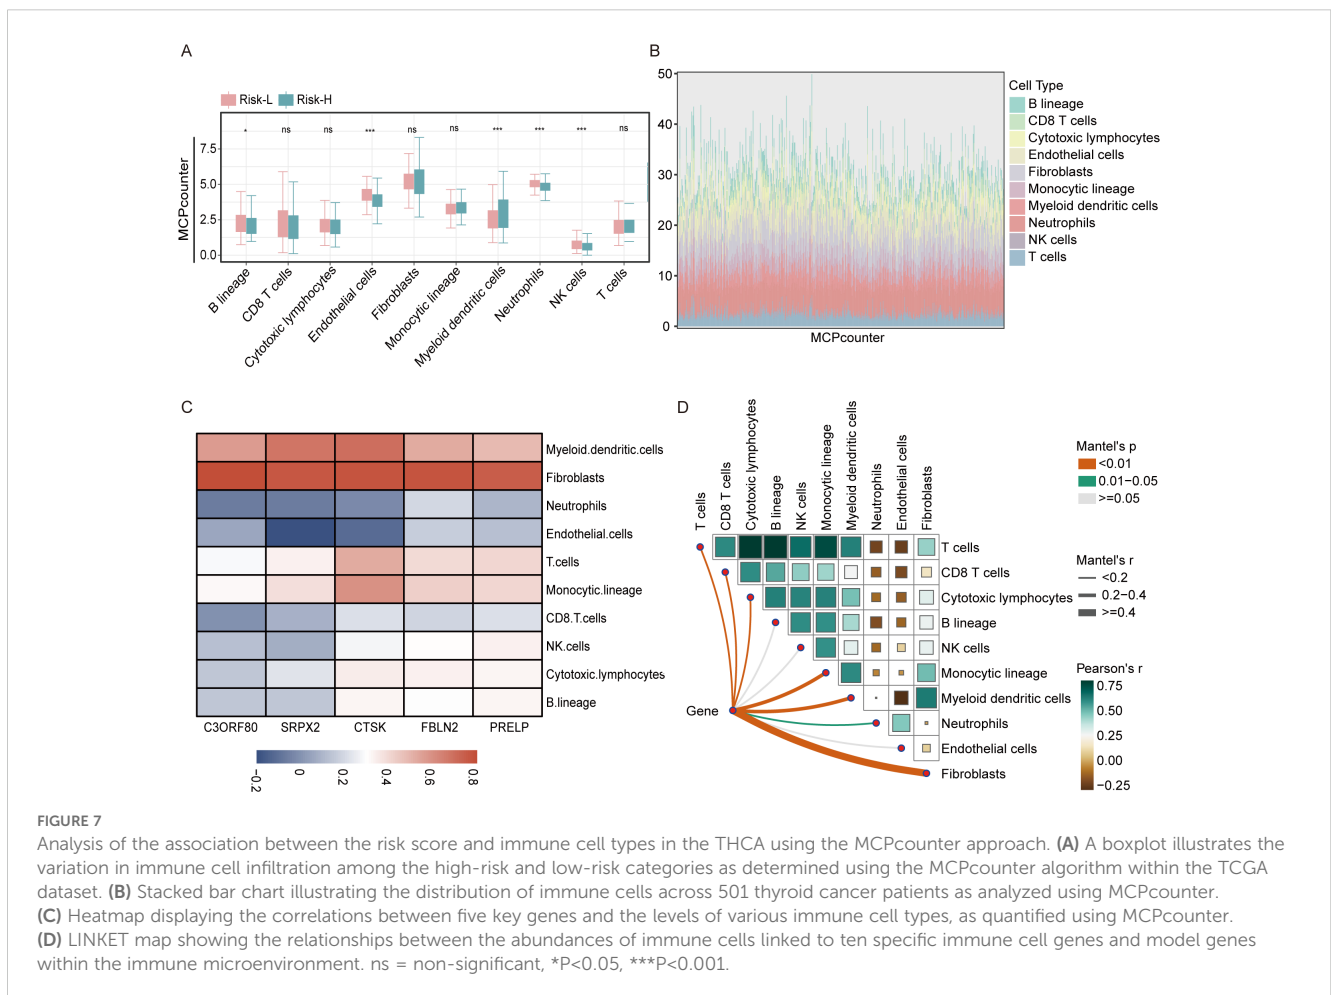 A
Risk-L Risk-H
* ns ns *** ns ns *** *** *** ns
MCPcounter
7.5
5.0
2.5
0.0
B lineage
CD8 T cells
Cytotoxic lymphocytes
Endothelial cells
Fibroblasts
Monocytic lineage
Myeloid dendritic cells
Neutrophils
NK cells
T cells
B
50
40
30
20
10
0
MCPcounter
Cell Type
B lineage
CD8 T cells
Cytotoxic lymphocytes
Endothelial cells
Fibroblasts
Monocytic lineage
Myeloid dendritic cells
Neutrophils
NK cells
T cells
C
Myeloid.dendritic.cells
Fibroblasts
Neutrophils
Endothelial.cells
T.cells
Monocytic.lineage
CD8.T.cells
NK.cells
Cytotoxic.lymphocytes
B.lineage
C3ORF80 SRPX2 CTSK FBLN2 PRELP
−0.2 0 0.2 0.4 0.6 0.8
D
T cells
CD8 T cells
Cytotoxic lymphocytes
B lineage
NK cells
Monocytic lineage
Myeloid dendritic cells
Neutrophils
Endothelial cells
Fibroblasts
T cells
CD8 T cells
Cytotoxic lymphocytes
B lineage
NK cells
Monocytic lineage
Myeloid dendritic cells
Neutrophils
Endothelial cells
Fibroblasts
Gene
Mantel's p
<0.01
0.01−0.05
>=0.05
Mantel's r
<0.2
0.2−0.4
>=0.4
Pearson's r
0.75
0.50
0.25
0.00
−0.25
FIGURE 7
Analysis of the association between the risk score and immune cell types in the THCA using the MCPcounter approach. (A) A boxplot illustrates the
variation in immune cell infiltration among the high-risk and low-risk categories as determined using the MCPcounter algorithm within the TCGA
dataset. (B) Stacked bar chart illustrating the distribution of immune cells across 501 thyroid cancer patients as analyzed using MCPcounter.
(C) Heatmap displaying the correlations between five key genes and the levels of various immune cell types, as quantified using MCPcounter.
(D) LINKET map showing the relationships between the abundances of immune cells linked to ten specific immune cell genes and model genes
within the immune microenvironment. ns = non-significant, *P<0.05, ***P<0.001.